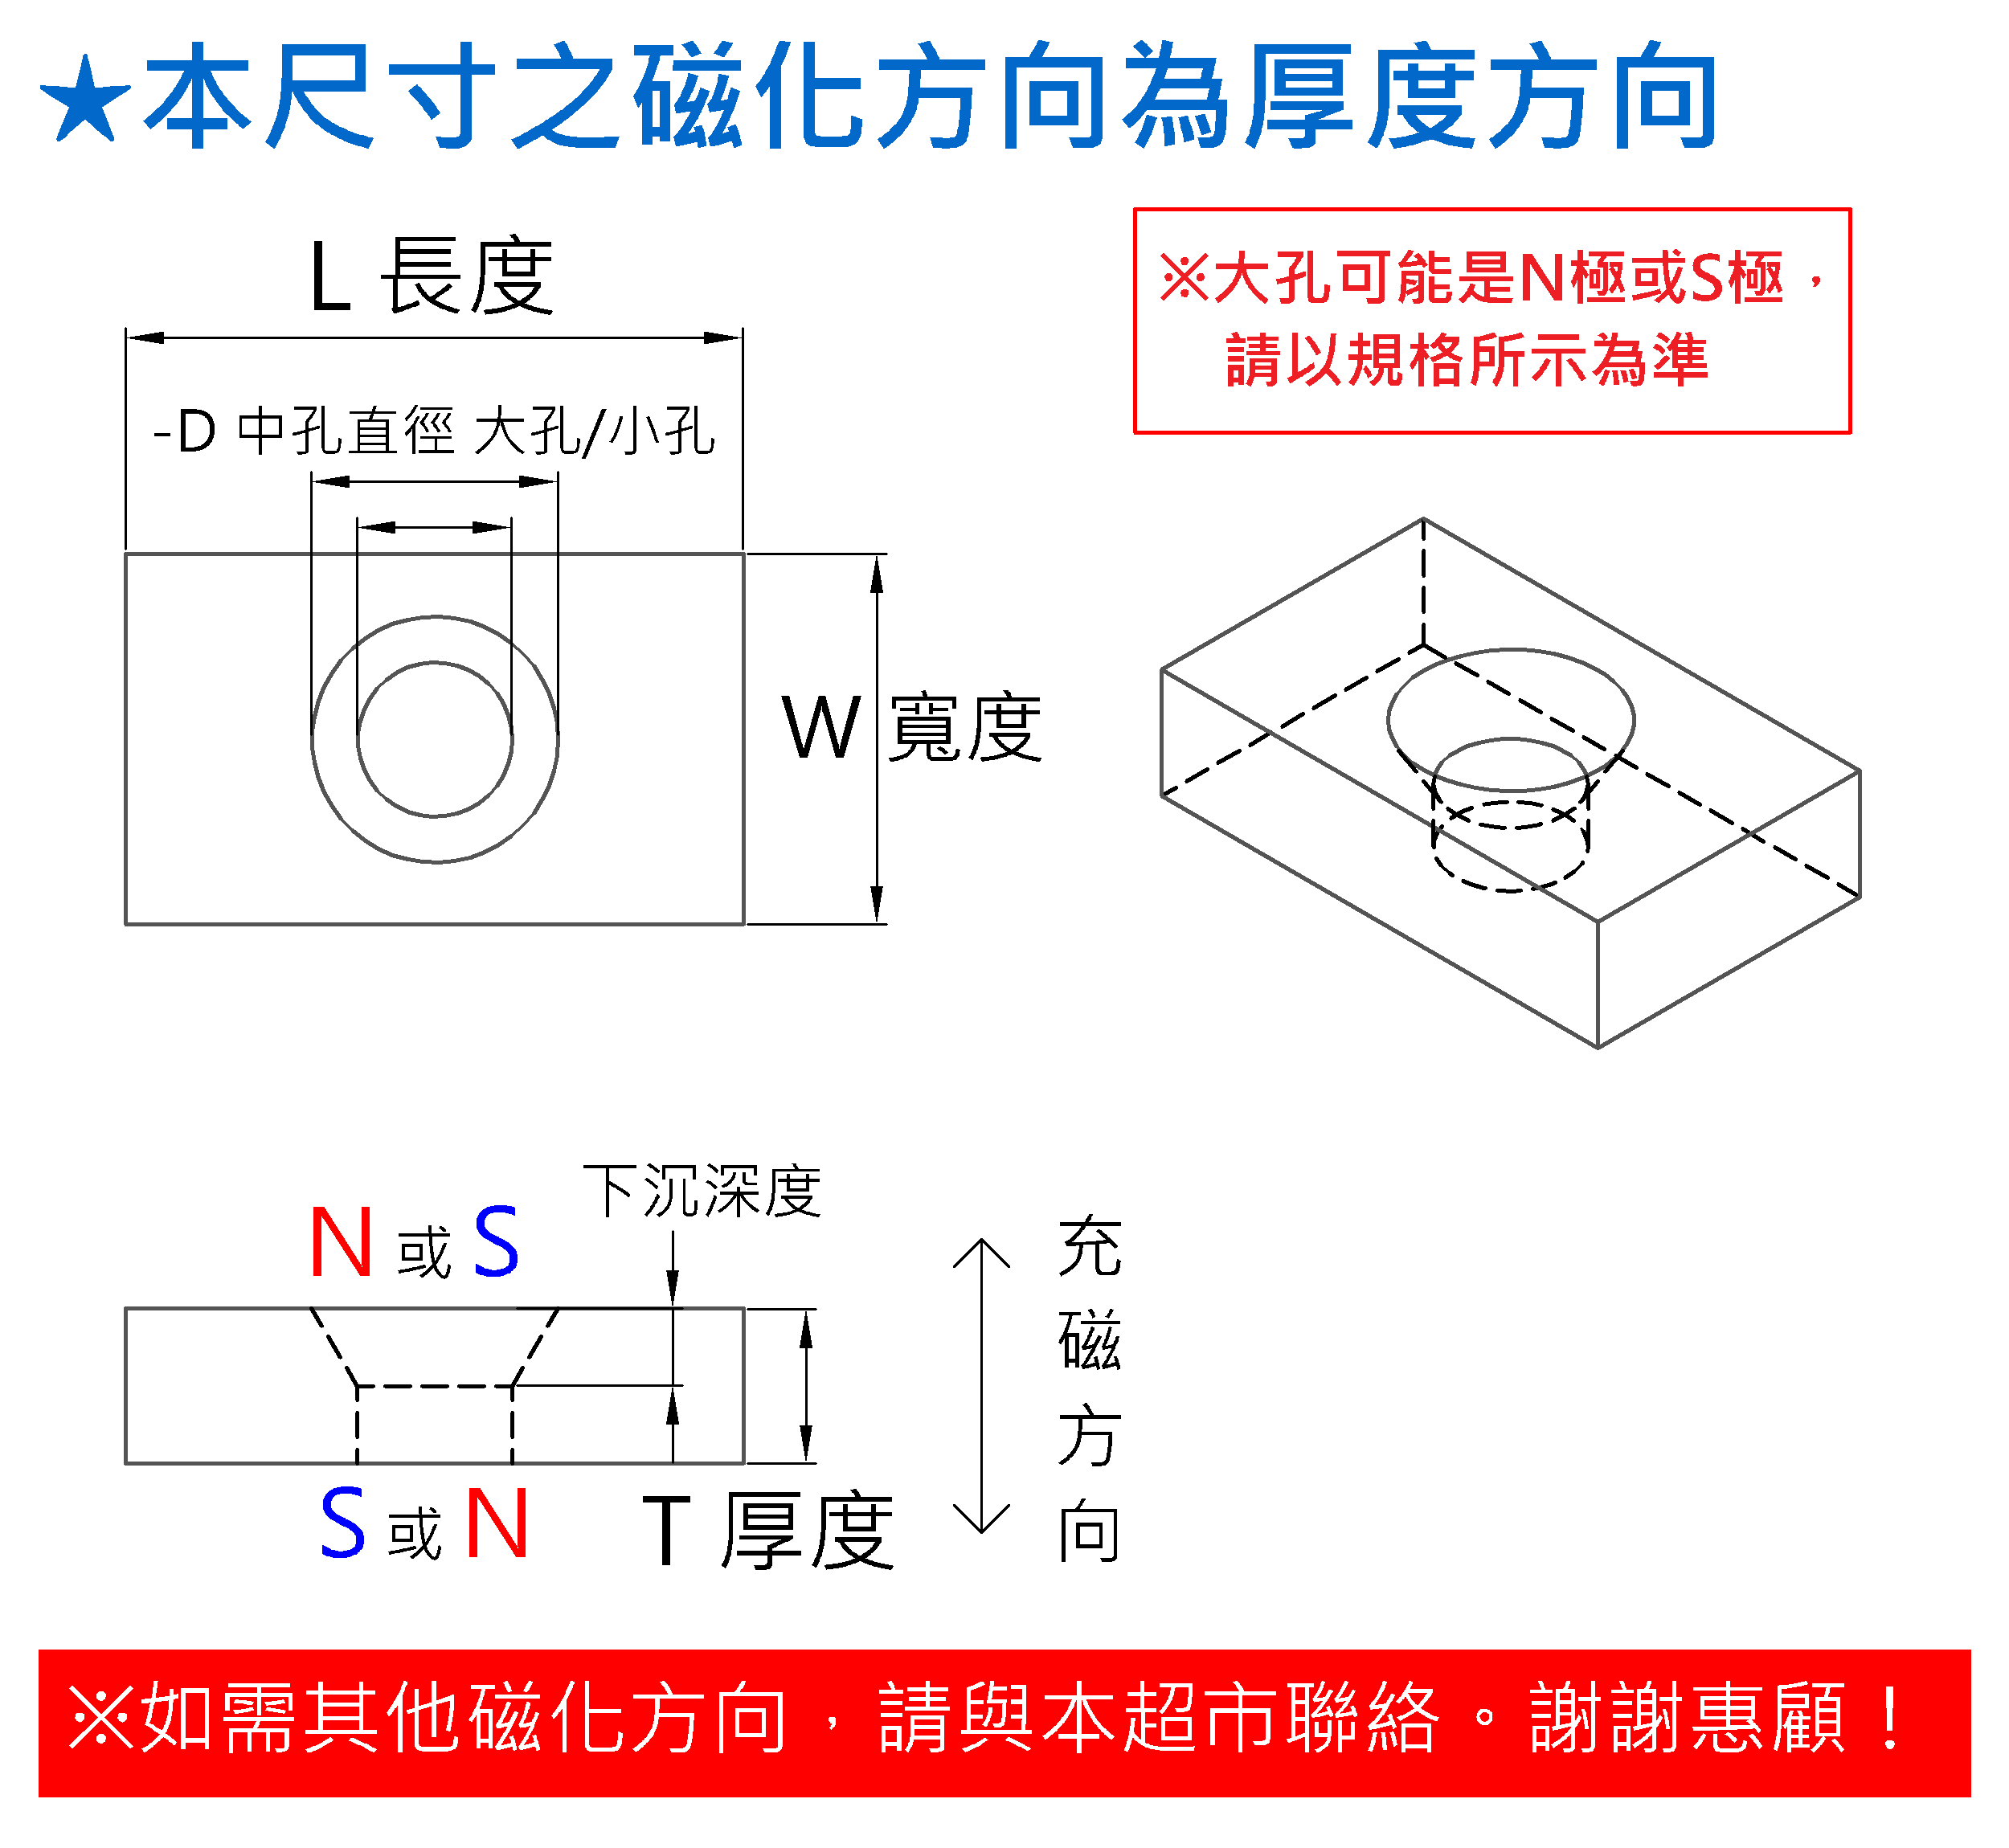 ★本尺寸之磁化方向為厚度方向
L 長度
※大孔可能是N極或S極，
請以規格所示為準
-D 中孔直徑 大孔/小孔
W 寬度
下沉深度
N 或 S
充磁方向
S 或 N
T 厚度
※如需其他磁化方向，請與本超市聯絡。謝謝惠顧！